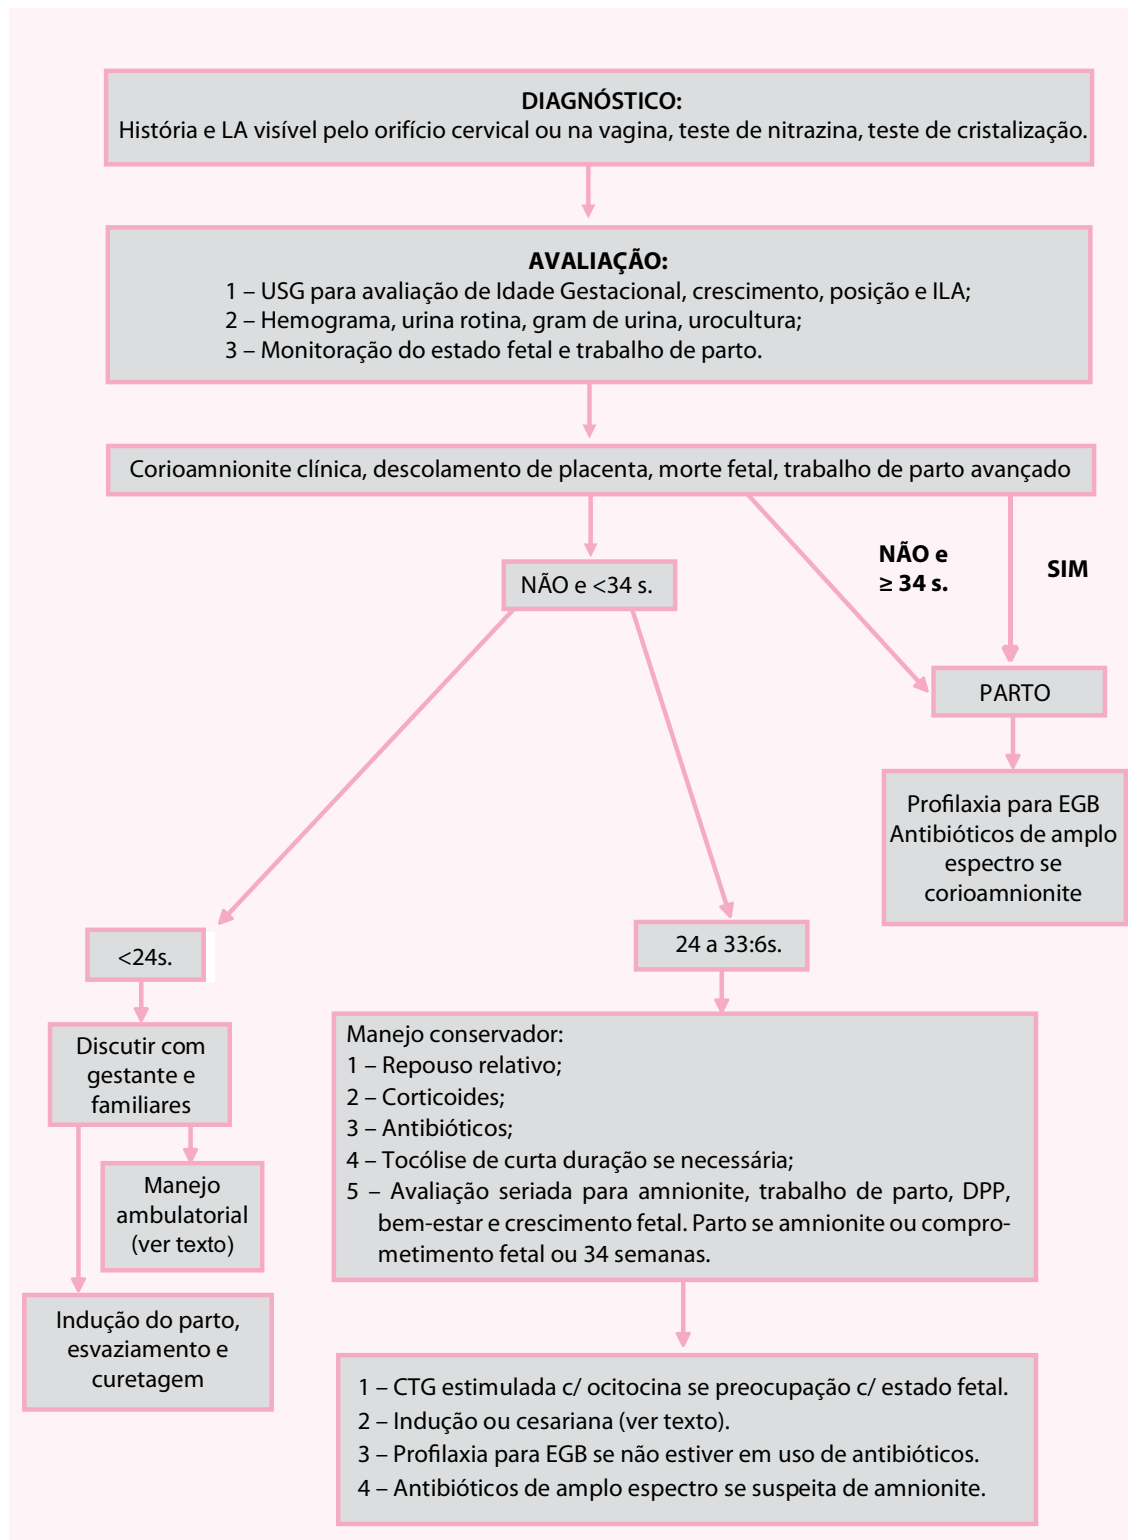 DIAGNÓSTICO:
História e LA visível pelo orifício cervical ou na vagina, teste de nitrazina, teste de cristalização.
AVALIAÇÃO:
1 – USG para avaliação de Idade Gestacional, crescimento, posição e ILA;
2 – Hemograma, urina rotina, gram de urina, urocultura;
3 – Monitoração do estado fetal e trabalho de parto.
Corioamnionite clínica, descolamento de placenta, morte fetal, trabalho de parto avançado
NÃO e <34 s.
NÃO e
≥ 34 s.
SIM
PARTO
Profilaxia para EGB
Antibióticos de amplo
espectro se
corioamnionite
<24s.
Discutir com
gestante e
familiares
Manejo
ambulatorial
(ver texto)
Indução do parto,
esvaziamento e
curetagem
24 a 33:6s.
Manejo conservador:
1 – Repouso relativo;
2 – Corticoides;
3 – Antibióticos;
4 – Tocólise de curta duração se necessária;
5 – Avaliação seriada para amnionite, trabalho de parto, DPP,
bem-estar e crescimento fetal. Parto se amnionite ou compro-
metimento fetal ou 34 semanas.
1 – CTG estimulada c/ ocitocina se preocupação c/ estado fetal.
2 – Indução ou cesariana (ver texto).
3 – Profilaxia para EGB se não estiver em uso de antibióticos.
4 – Antibióticos de amplo espectro se suspeita de amnionite.